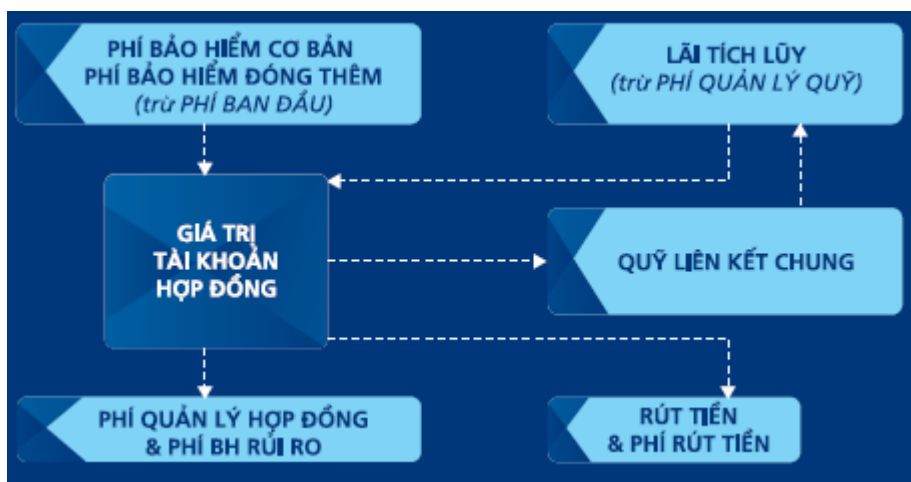 PHÍ BẢO HIỂM CƠ BẢN
PHÍ BẢO HIỂM ĐÓNG THÊM
(trừ PHÍ BAN ĐẦU)
LÃI TÍCH LŨY
(trừ PHÍ QUẢN LÝ QUỸ)
GIÁ TRỊ
TÀI KHOẢN
HỢP ĐỒNG
QUỸ LIÊN KẾT CHUNG
PHÍ QUẢN LÝ HỢP ĐỒNG
& PHÍ BH RỦI RO
RÚT TIỀN
& PHÍ RÚT TIỀN